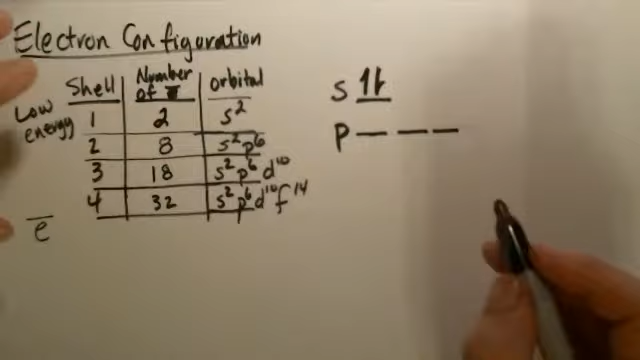 Electron Configuration
Shell Number of e̅ orbital
Low energy
1 2 s²
2 8 s²p⁶
3 18 s²p⁶d¹⁰
4 32 s²p⁶d¹⁰f¹⁴
e̅
s 1↿
p — — —